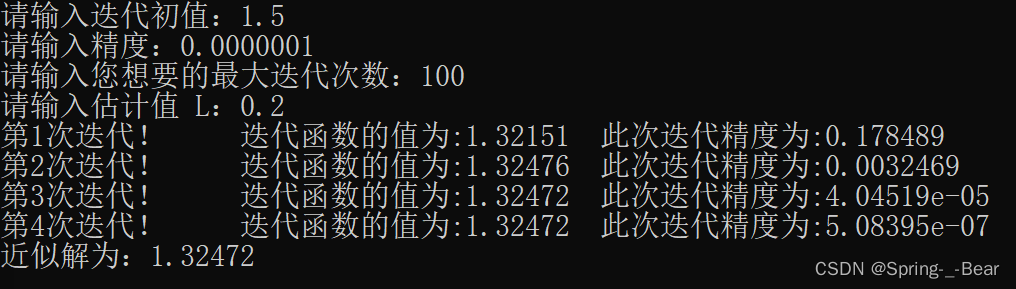 请输入迭代初值：1.5
请输入精度：0.0000001
请输入您想要的最大迭代次数：100
请输入估计值 L：0.2
第1次迭代！ 迭代函数的值为:1.32151 此次迭代精度为:0.178489
第2次迭代！ 迭代函数的值为:1.32476 此次迭代精度为:0.0032469
第3次迭代！ 迭代函数的值为:1.32472 此次迭代精度为:4.04519e-05
第4次迭代！ 迭代函数的值为:1.32472 此次迭代精度为:5.08395e-07
近似解为：1.32472
CSDN @Spring-_-Bear